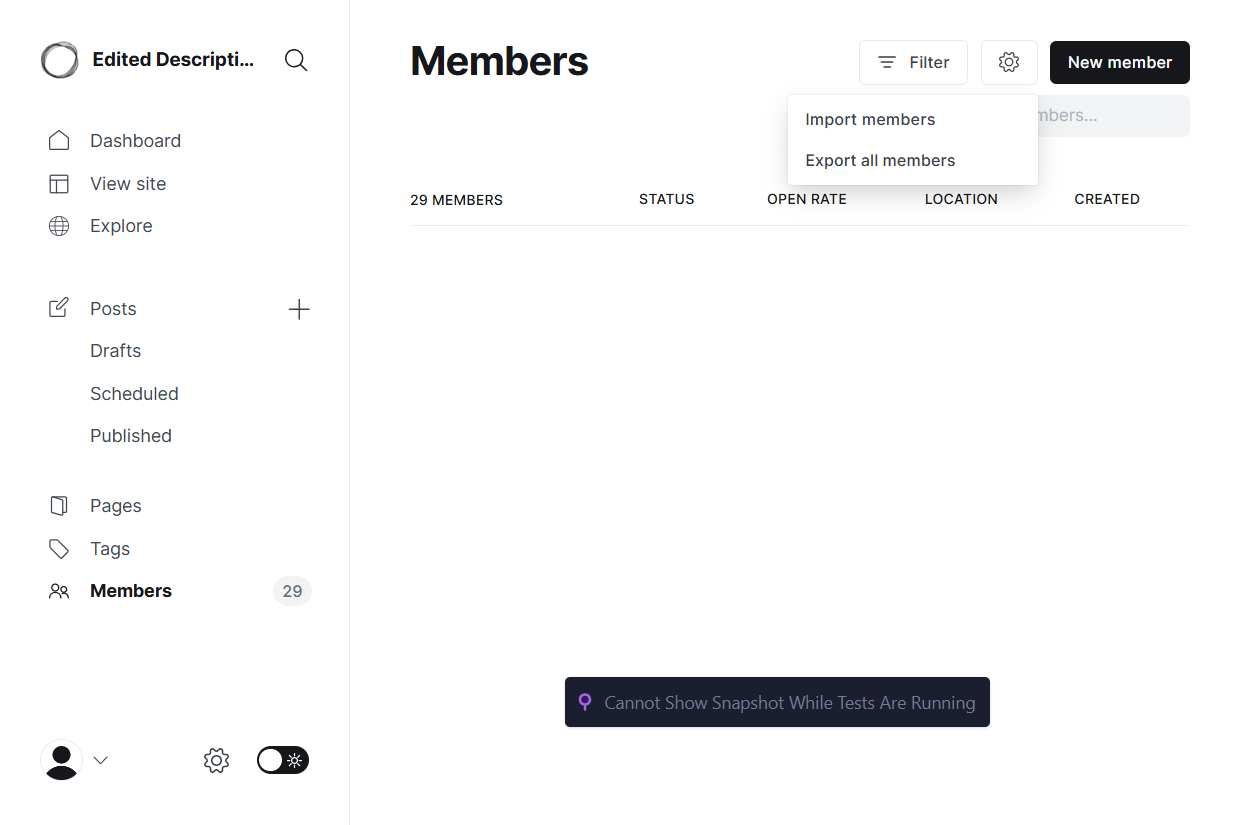 Edited Descripti...
Dashboard
View site
Explore
Posts
Drafts
Scheduled
Published
Pages
Tags
Members
29
Members
Filter
New member
Import members
Export all members
29 MEMBERS
STATUS
OPEN RATE
LOCATION
CREATED
Cannot Show Snapshot While Tests Are Running